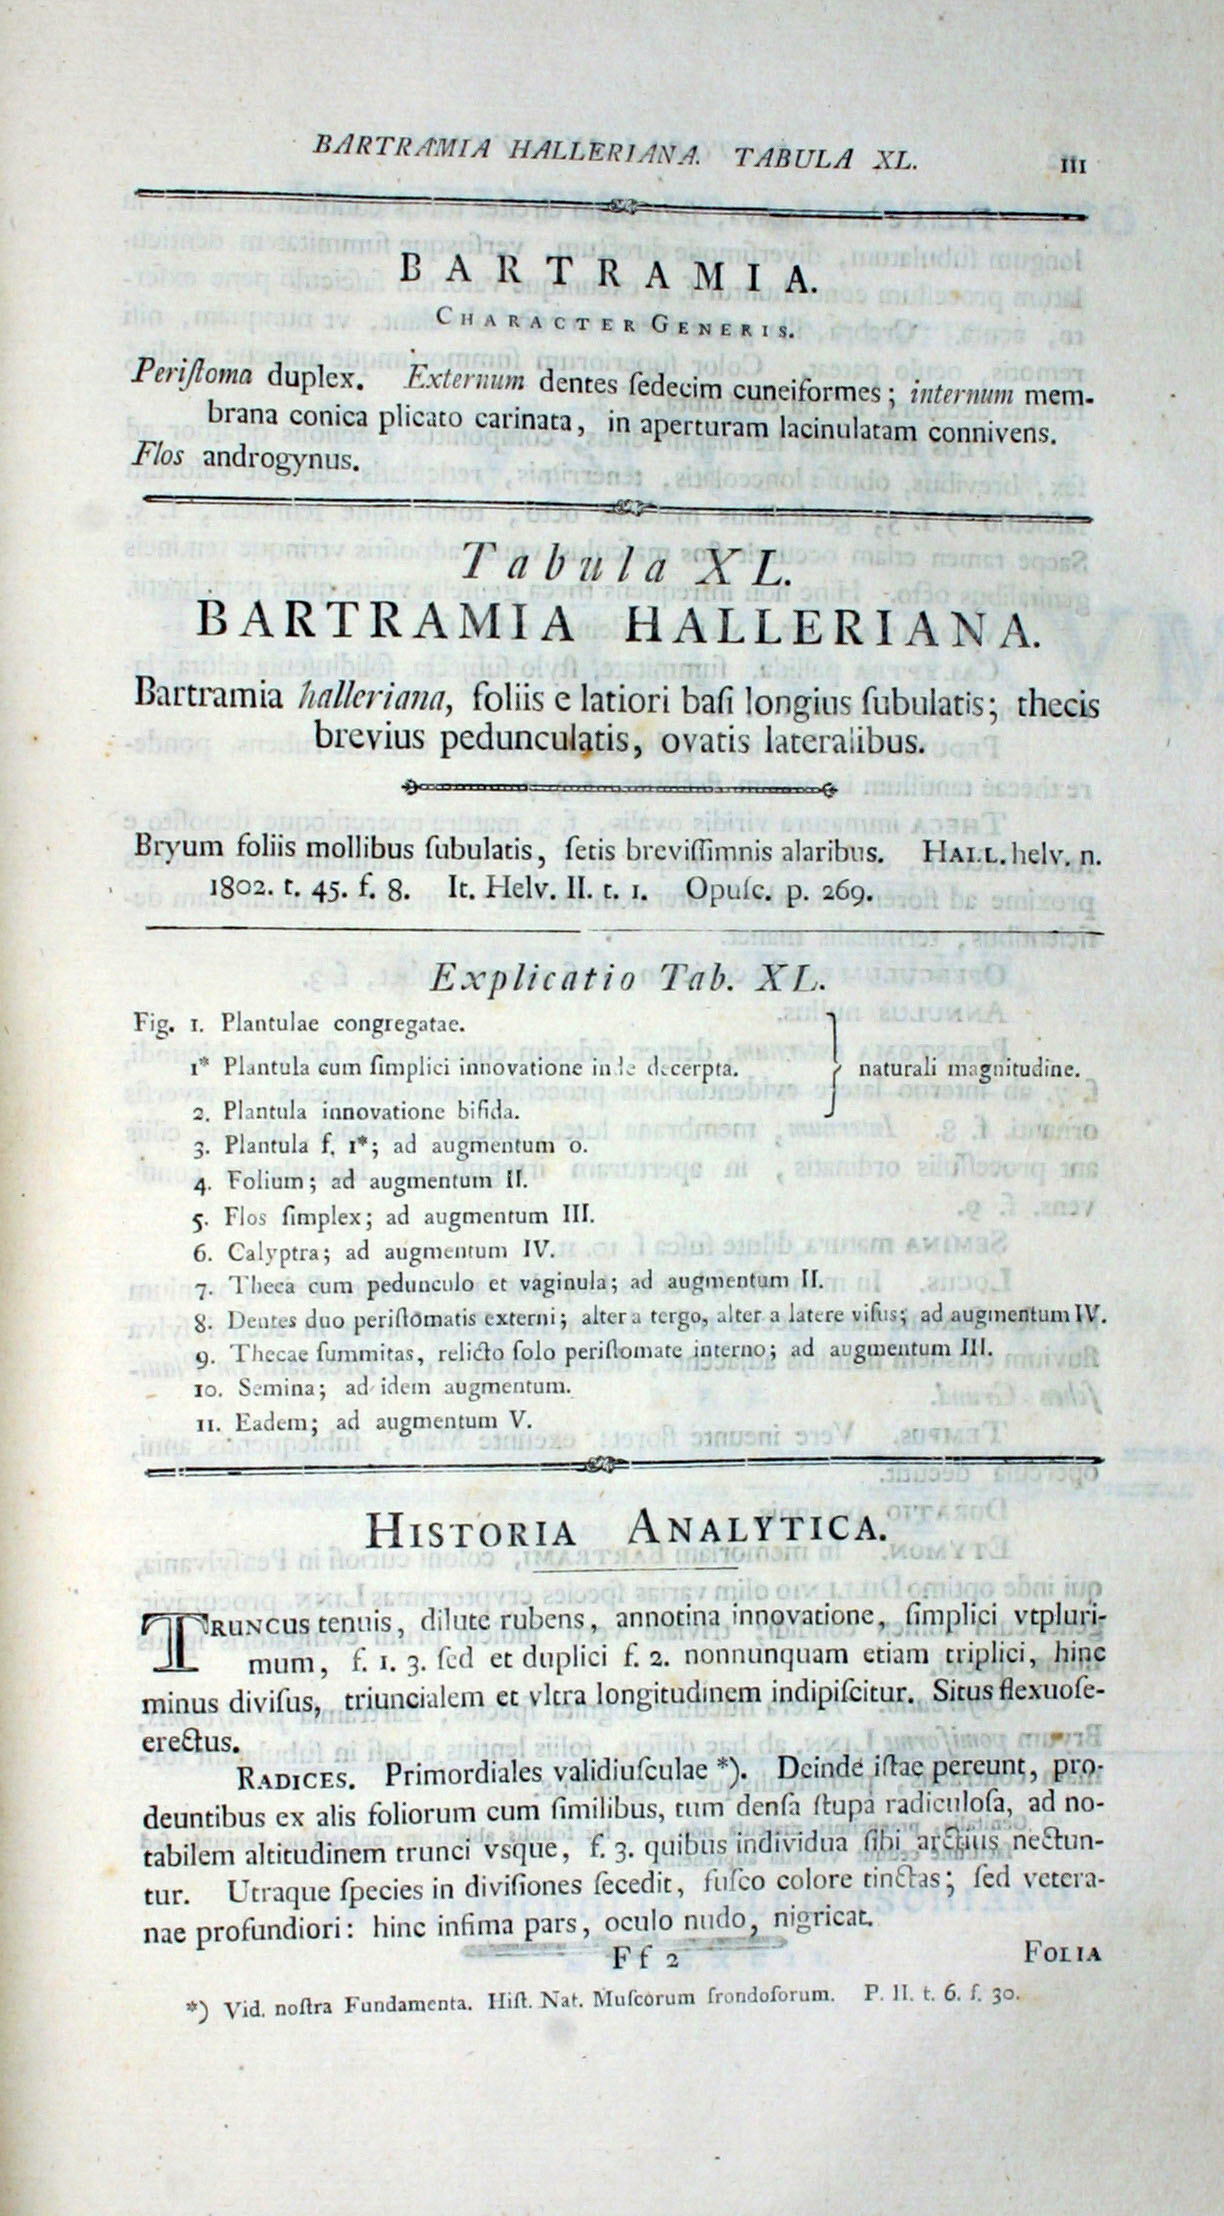 BARTRAMIA HALLERIANA. TABULA XL. 111
BARTRAMIA.
CHARACTER GENERIS.
Periſtoma duplex. Externum dentes ſedecim cuneiformes; internum mem-
brana conica plicato carinata, in aperturam lacinulatam connivens.
Flos androgynus.
Tabula XL.
BARTRAMIA HALLERIANA.
Bartramia halleriana, foliis e latiori baſi longius ſubulatis; thecis
brevius pedunculatis, ovatis lateralibus.
Bryum foliis mollibus ſubulatis, ſetis breviſſimnis alaribus. HALL. helv. n.
1802. t. 45. f. 8. It. Helv. II. t. 1. Opuſc. p. 269.
Explicatio Tab. XL.
Fig. 1. Plantulae congregatae.
1* Plantula cum ſimplici innovatione inde decerpta. } naturali magnitudine.
2. Plantula innovatione bifida.
3. Plantula f. 1*; ad augmentum 0.
4. Folium; ad augmentum II.
5. Flos ſimplex; ad augmentum III.
6. Calyptra; ad augmentum IV.
7. Theca cum pedunculo et vaginula; ad augmentum II.
8. Dentes duo periſtomatis externi; alter a tergo, alter a latere viſus; ad augmentum IV.
9. Thecae ſummitas, relicto ſolo periſtomate interno; ad augmentum III.
10. Semina; ad idem augmentum.
11. Eadem; ad augmentum V.
HISTORIA ANALYTICA.
TRUNCUS tenuis, dilute rubens, annotina innovatione, ſimplici vtpluri-
mum, f. 1. 3. ſed et duplici f. 2. nonnunquam etiam triplici, hinc
minus diviſus, triuncialem et vltra longitudinem indipiſcitur. Situs flexuoſe-
erectus.
RADICES. Primordiales validiuſculae *). Deinde iſtae pereunt, pro-
deuntibus ex alis foliorum cum ſimilibus, tum denſa ſtupa radiculoſa, ad no-
tabilem altitudinem trunci vsque, f. 3. quibus individua ſibi arctius nectun-
tur. Utraque ſpecies in diviſiones ſecedit, fuſco colore tinctas; ſed vetera-
nae profundiori: hinc infima pars, oculo nudo, nigricat.
Ff 2 FOLIA
*) Vid. noſtra Fundamenta. Hiſt. Nat. Muſcorum frondoſorum. P. II. t. 6. f. 30.